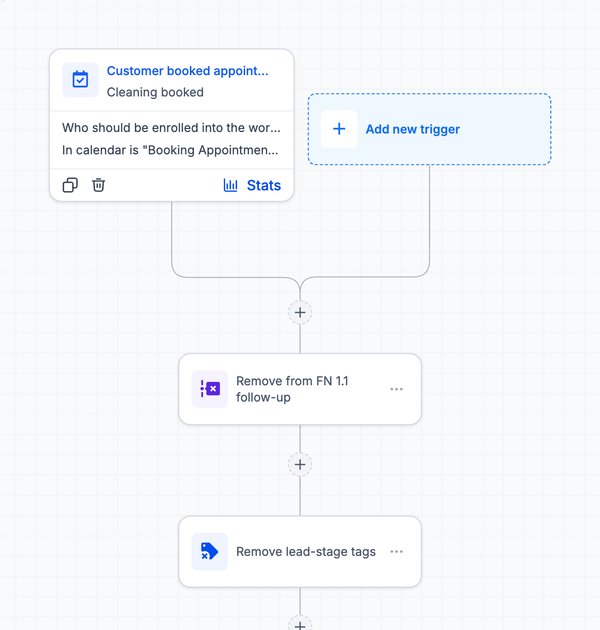 Customer booked appoint...
Cleaning booked
Who should be enrolled into the wor...
In calendar is "Booking Appointmen...
Stats
Add new trigger
Remove from FN 1.1
follow-up
Remove lead-stage tags